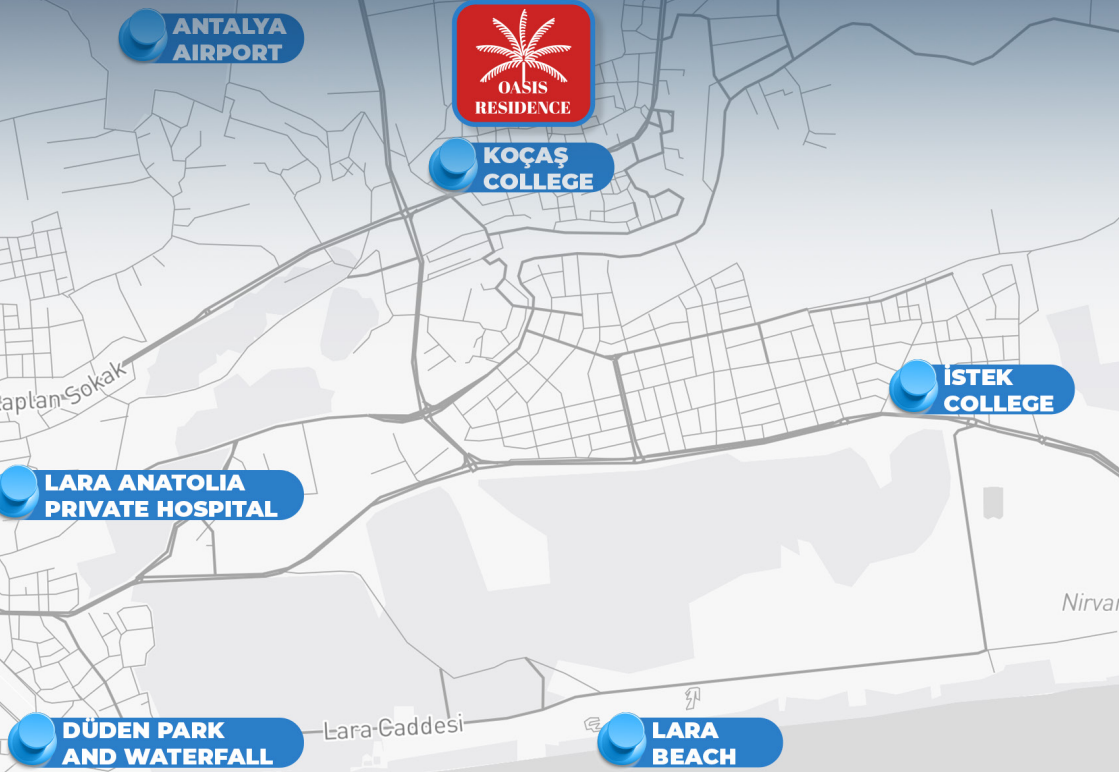 ANTALYA
AIRPORT
OASIS
RESIDENCE
KOÇAŞ
COLLEGE
aplan Sokak
İSTEK
COLLEGE
LARA ANATOLIA
PRIVATE HOSPITAL
Nirvan
DÜDEN PARK
AND WATERFALL
Lara Caddesi
LARA
BEACH